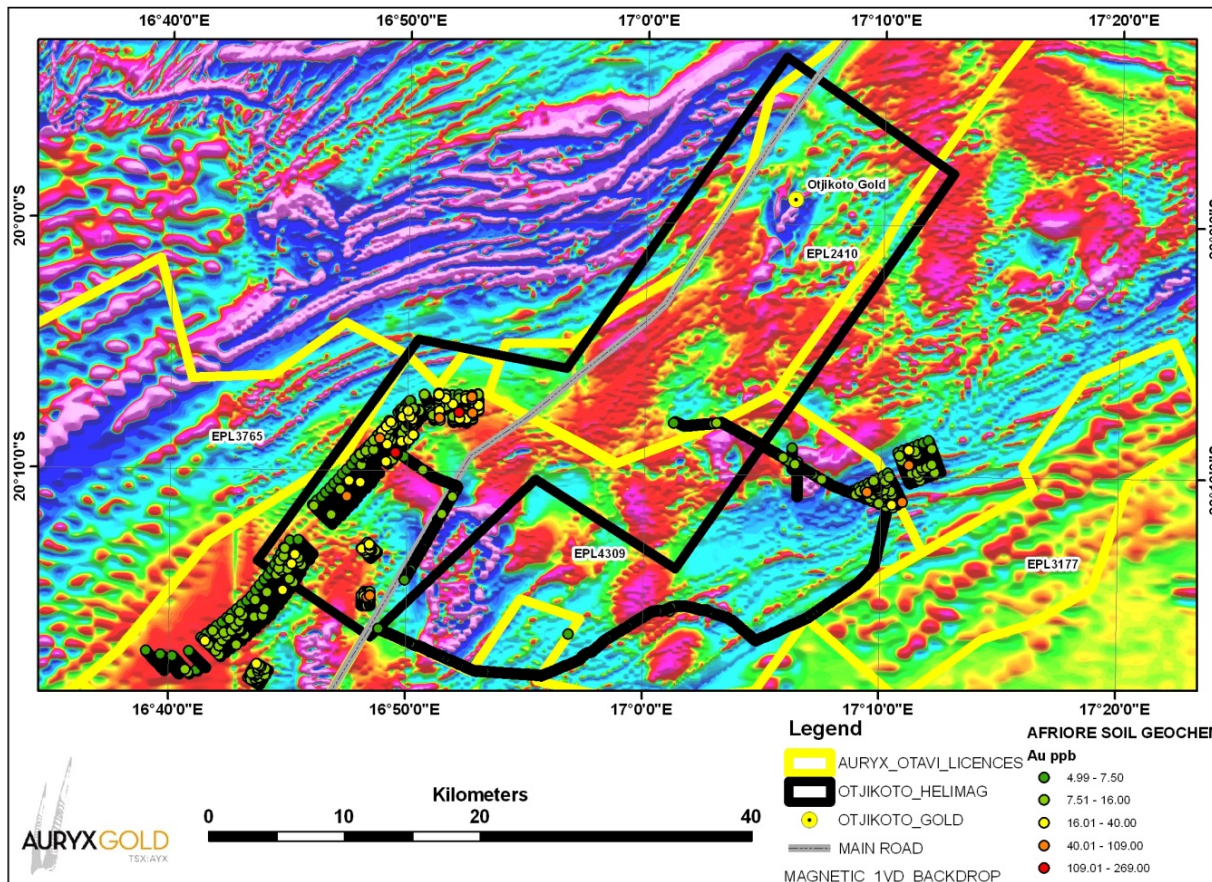 16°40'0"E 16°50'0"E 17°0'0"E 17°10'0"E 17°20'0"E
20°0'0"S
Otjikoto Gold
EPL2410
EPL3765
20°10'0"S
EPL4309
EPL3177
16°40'0"E 16°50'0"E 17°0'0"E 17°10'0"E 17°20'0"E
Legend
AURYX_OTAVI_LICENCES
OTJIKOTO_HELIMAG
OTJIKOTO_GOLD
MAIN ROAD
MAGNETIC_1VD_BACKDROP
AFRIORE SOIL GEOCHEM
Au ppb
4.99 - 7.50
7.51 - 16.00
16.01 - 40.00
40.01 - 109.00
109.01 - 269.00
Kilometers
0 10 20 40
AURYXGOLD
TSX:AYX